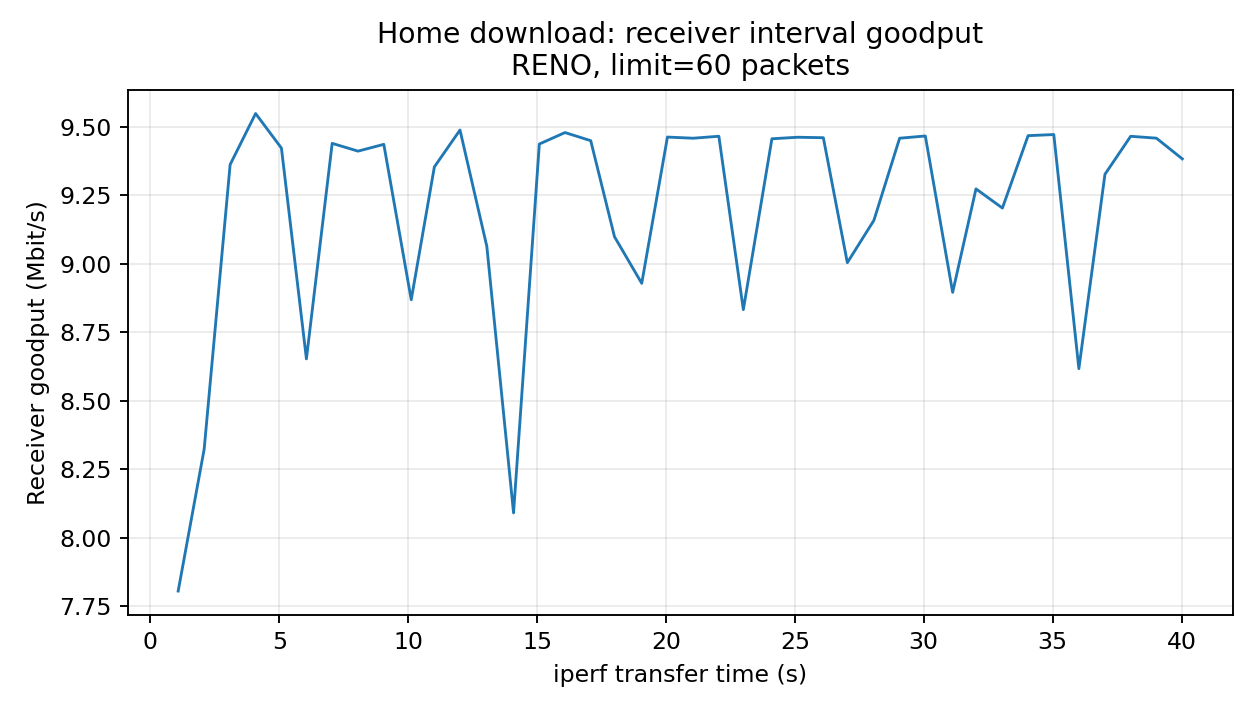 Home download: receiver interval goodput
RENO, limit=60 packets
Receiver goodput (Mbit/s)
9.50
9.25
9.00
8.75
8.50
8.25
8.00
7.75
0 5 10 15 20 25 30 35 40
iperf transfer time (s)